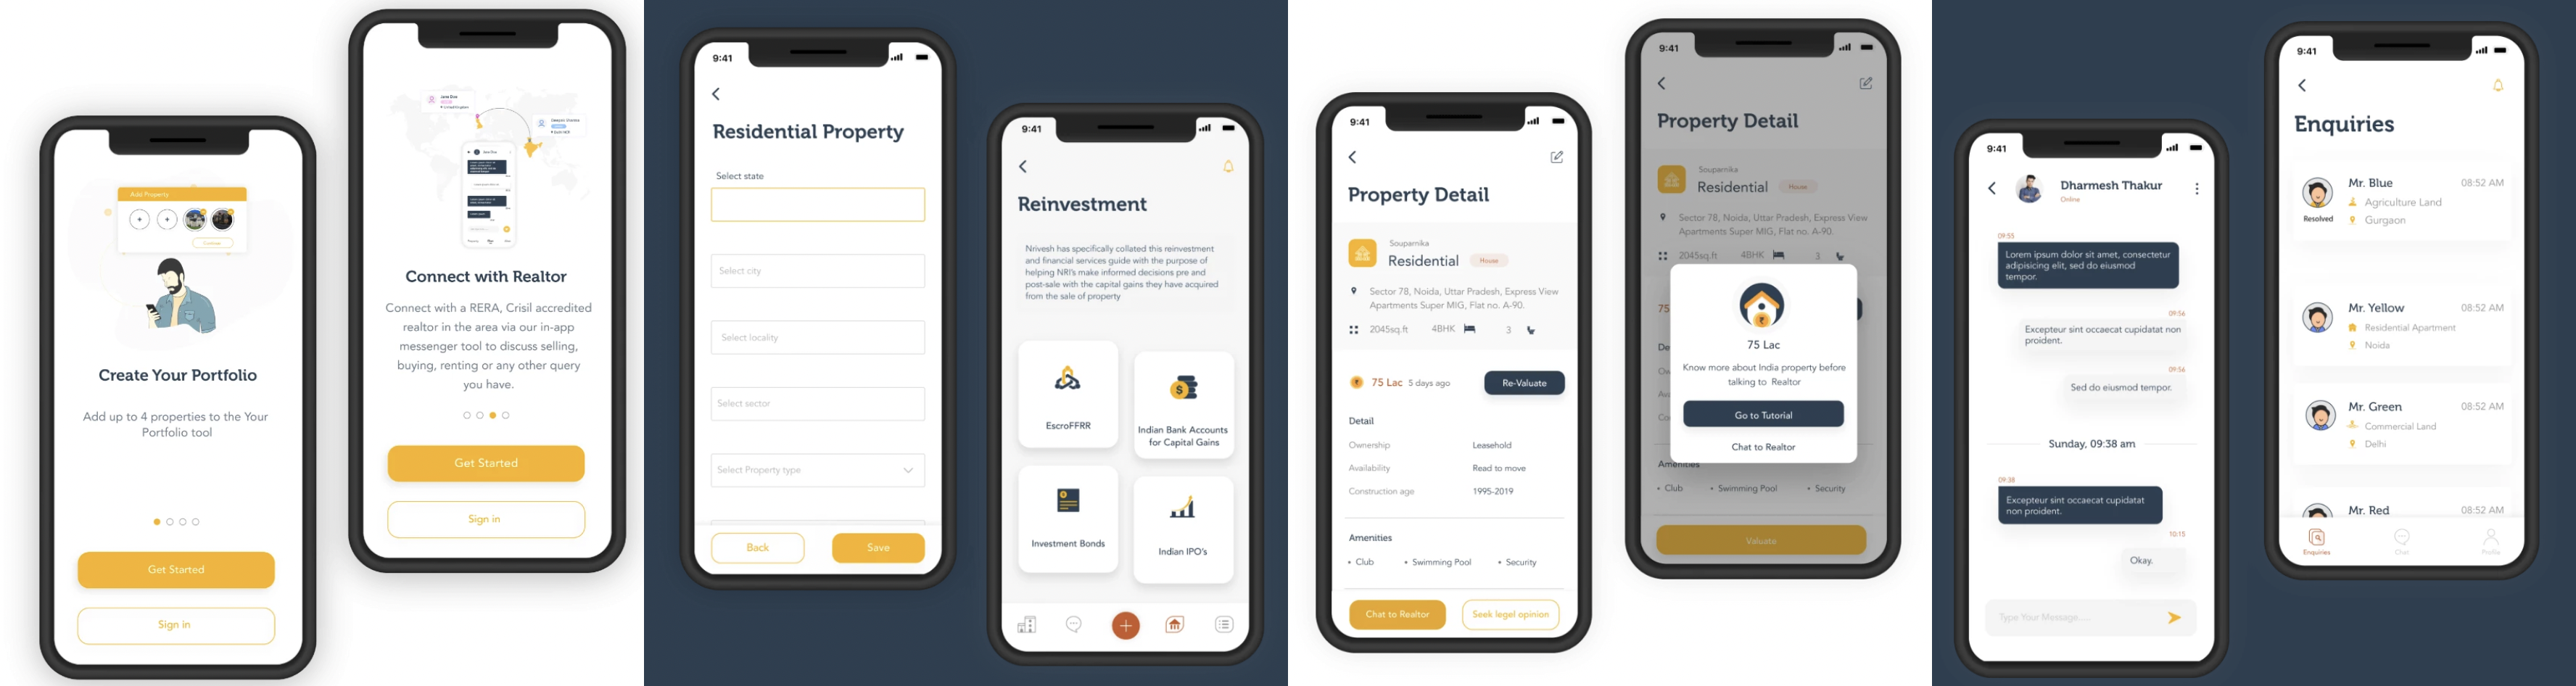 Add Property
Continue
Create Your Portfolio
Add up to 4 properties to the Your
Portfolio tool
Get Started
Sign in
Jane Doe
United Kingdom
Connect with Realtor
Connect with a RERA, Crisil accredited
realtor in the area via our in-app
messenger tool to discuss selling,
buying, renting or any other query
you have.
Get Started
Sign in
9:41
Residential Property
Select state
Select city
Select locality
Select sector
Select Property type
Back
Save
9:41
Reinvestment
Nrivesh has specifically collated this reinvestment
and financial services guide with the purpose of
helping NRI's make informed decisions pre and
post-sale with the capital gains they have acquired
from the sale of property
EscroFFRR
Indian Bank Accounts
for Capital Gains
Investment Bonds
Indian IPO's
9:41
Property Detail
Souparnika
Residential House
Sector 78, Noida, Uttar Pradesh, Express View
Apartments Super MIG, Flat no. A-90.
2045sq.ft 4BHK 3
75 Lac 5 days ago Re-Valuate
Detail
Ownership Leasehold
Availability Read to move
Construction age 1995-2019
Amenities
• Club • Swimming Pool • Security
Chat to Realtor Seek legel opinion
9:41
Property Detail
Souparnika
Residential House
Sector 78, Noida, Uttar Pradesh, Express View
Apartments Super MIG, Flat no. A-90.
2045sq.ft 4BHK 3
75
De
Ow
Ava
Co
75 Lac
Know more about India property before
talking to Realtor
Go to Tutorial
Chat to Realtor
Amenities
• Club • Swimming Pool • Security
Valuate
9:41
Dharmesh Thakur
Online
09:55
Lorem ipsum dolor sit amet, consectetur
adipisicing elit, sed do eiusmod
tempor.
09:56
Excepteur sint occaecat cupidatat non
proident.
09:56
Sed do eiusmod tempor.
Sunday, 09:38 am
09:38
Excepteur sint occaecat cupidatat
non proident.
10:15
Okay.
Type Your Message.....
9:41
Enquiries
Mr. Blue 08:52 AM
Agriculture Land
Resolved
Gurgaon
Mr. Yellow 08:52 AM
Residential Apartment
Noida
Mr. Green 08:52 AM
Commercial Land
Delhi
Mr. Red 08:52 AM
Enquiries Chat Profile